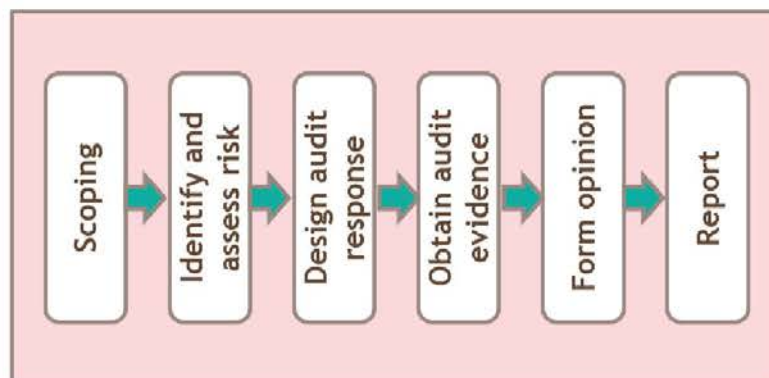 Scoping
Identify and
assess risk
Design audit
response
Obtain audit
evidence
Form opinion
Report